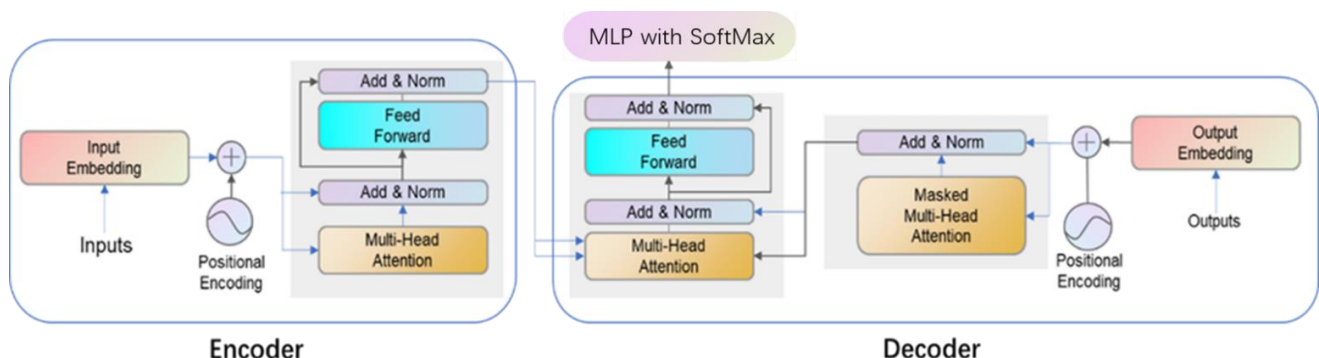 MLP with SoftMax
Add & Norm
Feed
Forward
Add & Norm
Multi-Head
Attention
Input
Embedding
Inputs
Positional
Encoding
Encoder
Add & Norm
Feed
Forward
Add & Norm
Multi-Head
Attention
Add & Norm
Masked
Multi-Head
Attention
Output
Embedding
Outputs
Positional
Encoding
Decoder